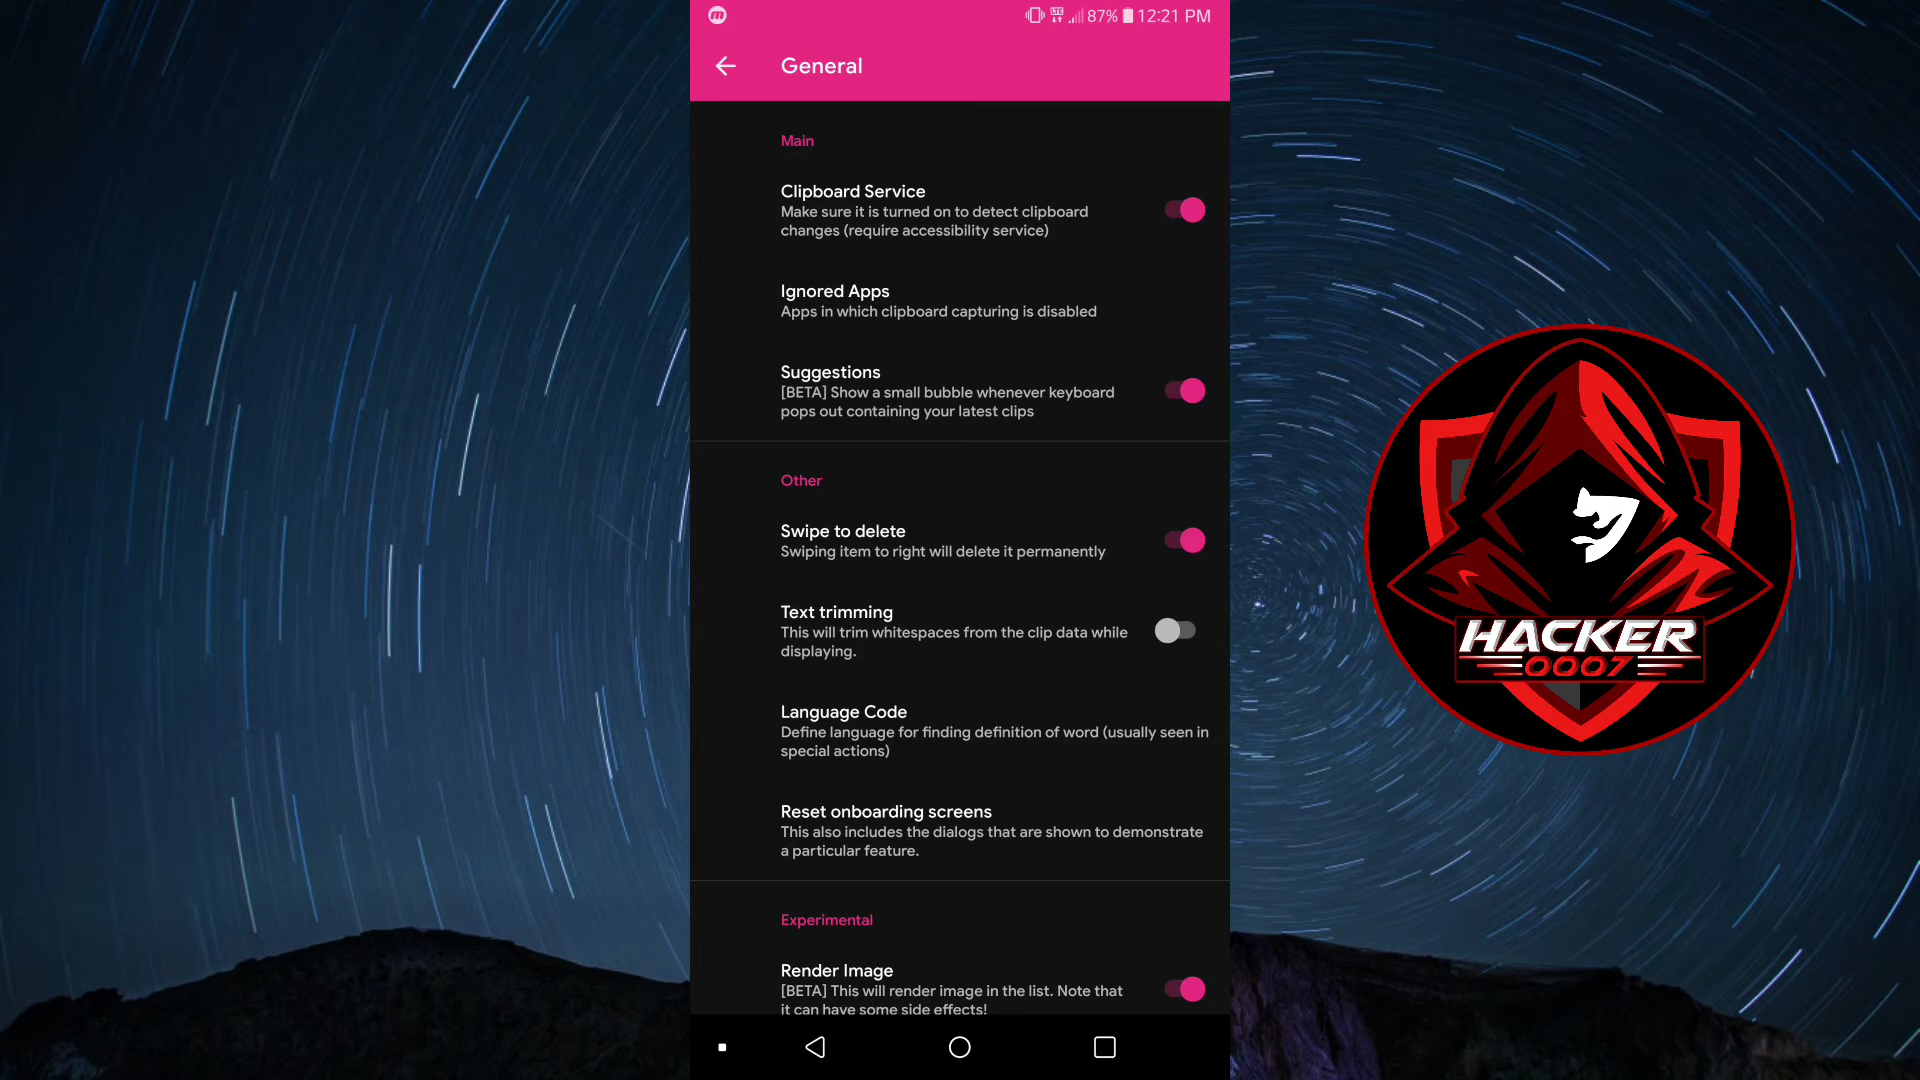 87% 12:21 PM
General
Main
Clipboard Service
Make sure it is turned on to detect clipboard
changes (require accessibility service)
Ignored Apps
Apps in which clipboard capturing is disabled
Suggestions
[BETA] Show a small bubble whenever keyboard
pops out containing your latest clips
Other
Swipe to delete
Swiping item to right will delete it permanently
Text trimming
This will trim whitespaces from the clip data while
displaying.
Language Code
Define language for finding definition of word (usually seen in
special actions)
Reset onboarding screens
This also includes the dialogs that are shown to demonstrate
a particular feature.
Experimental
Render Image
[BETA] This will render image in the list. Note that
it can have some side effects!
HACKER
0007